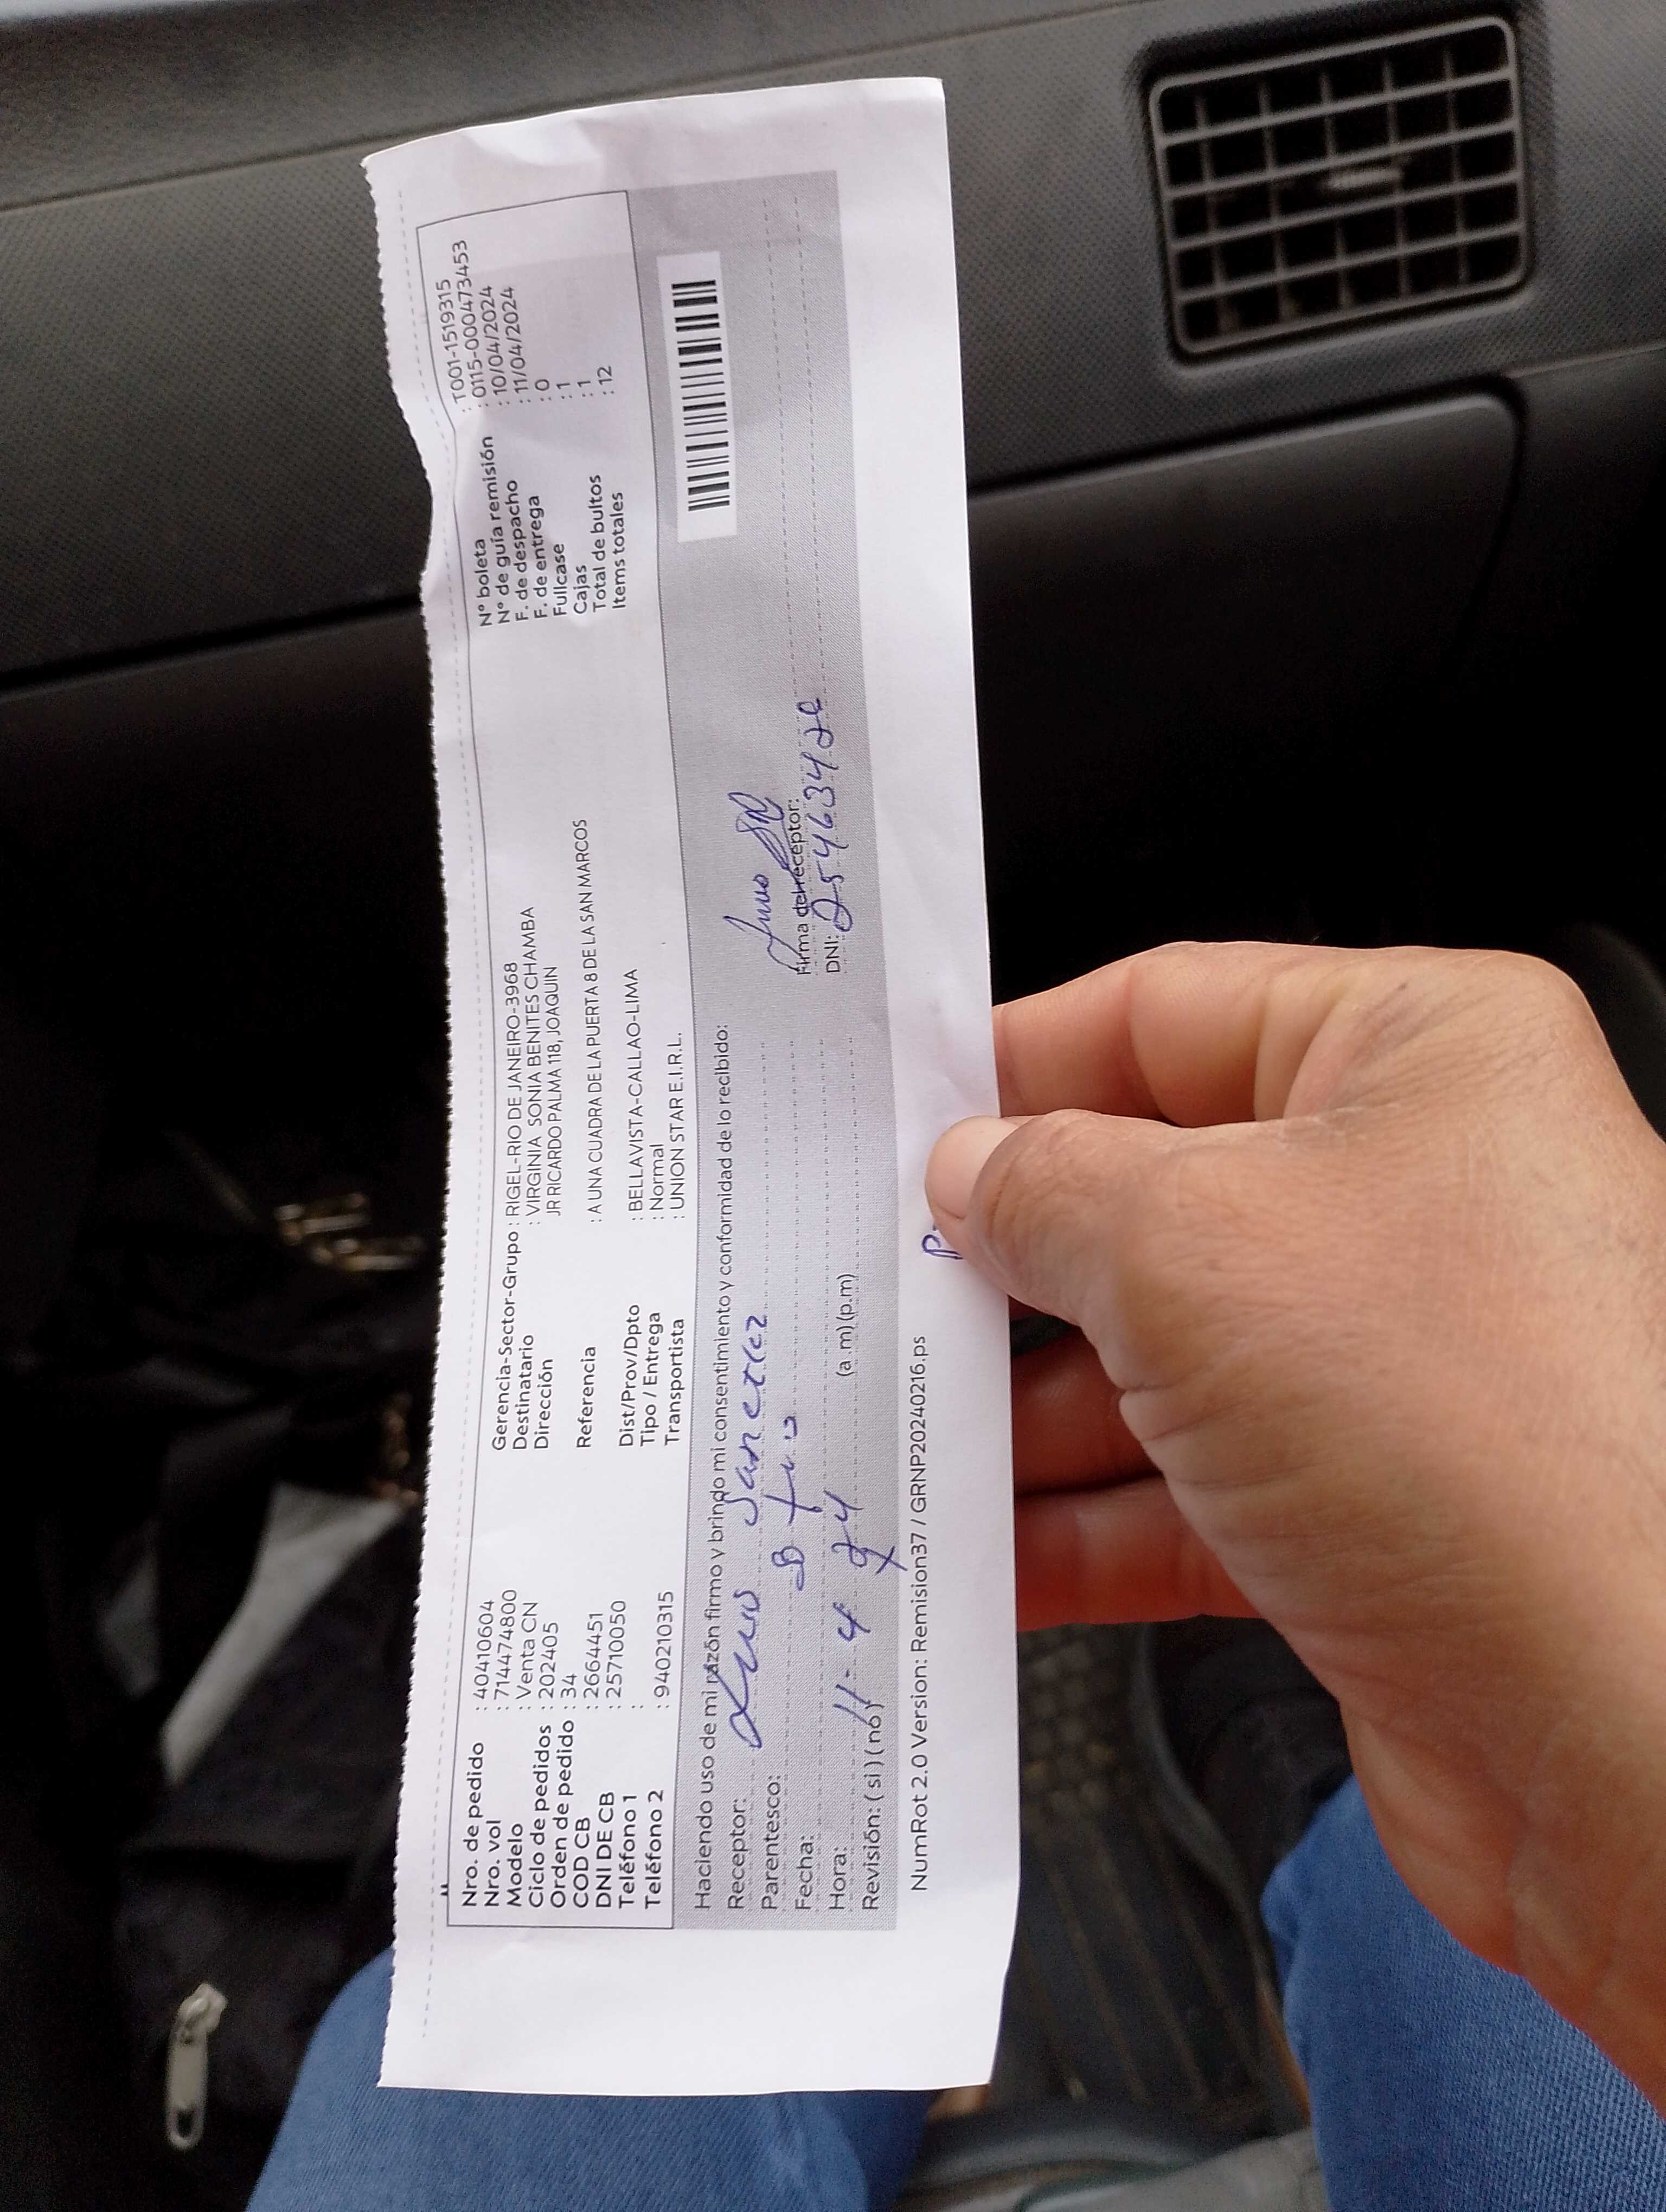 Nro. de pedido : 40410604
Nro. vol : 714474800
Modelo : Venta CN
Ciclo de pedidos : 202405
Orden de pedido : 34
COD CB : 2664451
DNI DE CB : 25710050
Teléfono 1 :
Teléfono 2 : 940210315
Gerencia-Sector-Grupo : RIGEL-RIO DE JANEIRO-3968
Destinatario : VIRGINIA SONIA BENITES CHAMBA
Dirección JR RICARDO PALMA 118, JOAQUIN
Referencia : A UNA CUADRA DE LA PUERTA 8 DE LA SAN MARCOS
Dist/Prov/Dpto : BELLAVISTA-CALLAO-LIMA
Tipo / Entrega : Normal
Transportista : UNION STAR E.I.R.L.
N° boleta : T001-1519315
N° de guía remisión : 0115-000473453
F. de despacho : 10/04/2024
F. de entrega : 11/04/2024
Fullcase : 0
Cajas : 1
Total de bultos : 1
Items totales : 12
Haciendo uso de mi razón firmo y brindo mi consentimiento y conformidad de lo recibido:
Receptor:
Parentesco:
Fecha: 11-4 24
Hora: (a.m) (p.m)
Revisión: ( si ) ( no )
Firma del receptor:
DNI:
NumRot 2.0 Version: Remision37 / GRNP20240216.ps